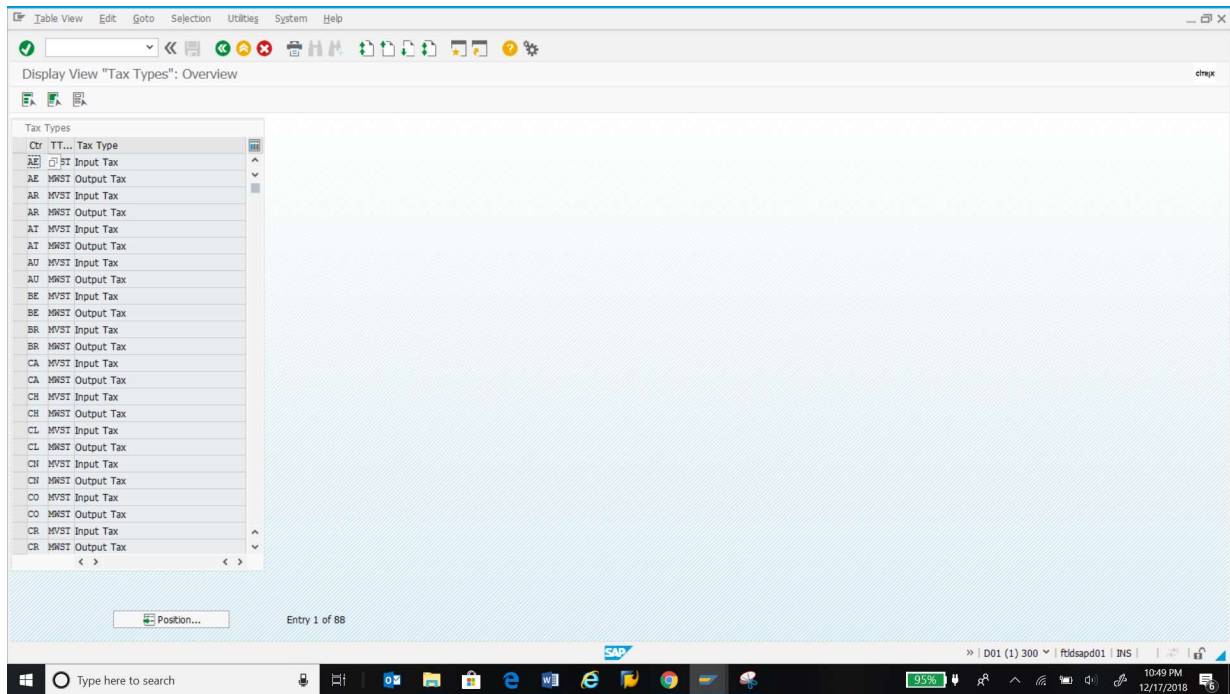 Table View Edit Goto Selection Utilities System Help
Display View "Tax Types": Overview
citrix
Tax Types
Ctr TT... Tax Type
AE ST Input Tax
AE MWST Output Tax
AR MVST Input Tax
AR MWST Output Tax
AT MVST Input Tax
AT MWST Output Tax
AU MVST Input Tax
AU MWST Output Tax
BE MVST Input Tax
BE MWST Output Tax
BR MVST Input Tax
BR MWST Output Tax
CA MVST Input Tax
CA MWST Output Tax
CH MVST Input Tax
CH MWST Output Tax
CL MVST Input Tax
CL MWST Output Tax
CN MVST Input Tax
CN MWST Output Tax
CO MVST Input Tax
CO MWST Output Tax
CR MVST Input Tax
CR MWST Output Tax
Position... Entry 1 of 88
SAP » | D01 (1) 300 | ftldsapd01 | INS |
Type here to search 95% 10:49 PM
12/17/2018 6